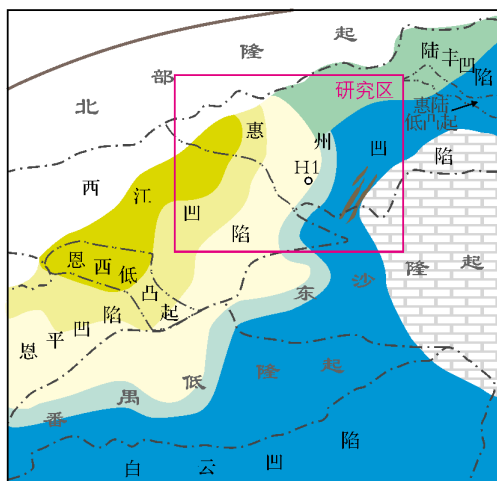 北部隆起
陆丰凹陷
惠陆
低凸起
研究区
惠州凹陷
H1
西江凹陷
恩西低凸起
恩平凹陷
东沙隆起
番禺低隆起
白云凹陷